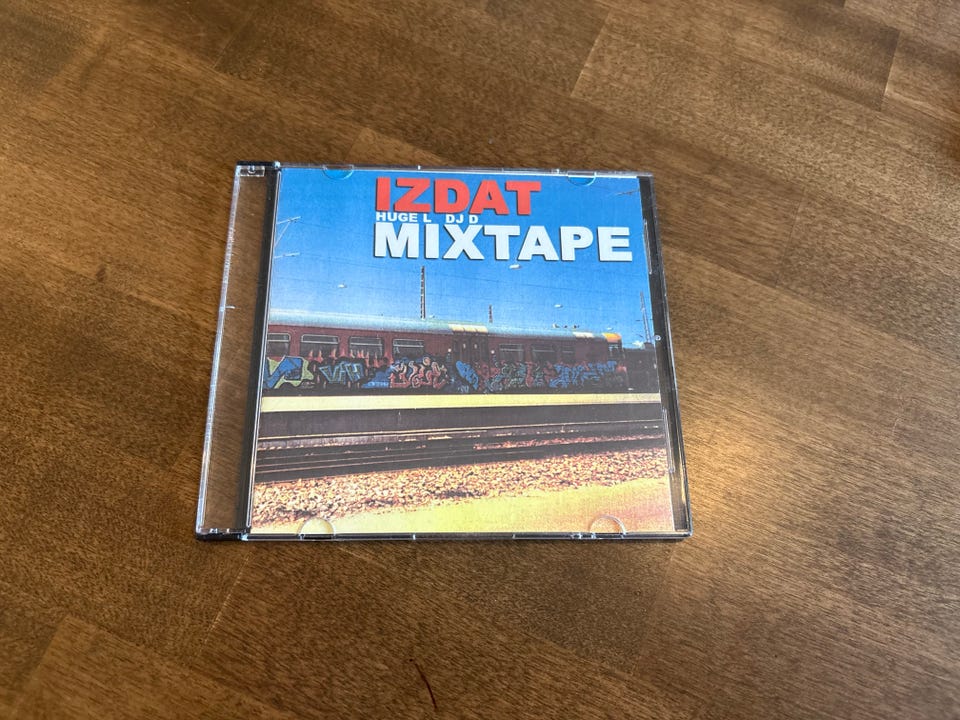 IZDAT
HUGE L DJ D
MIXTAPE